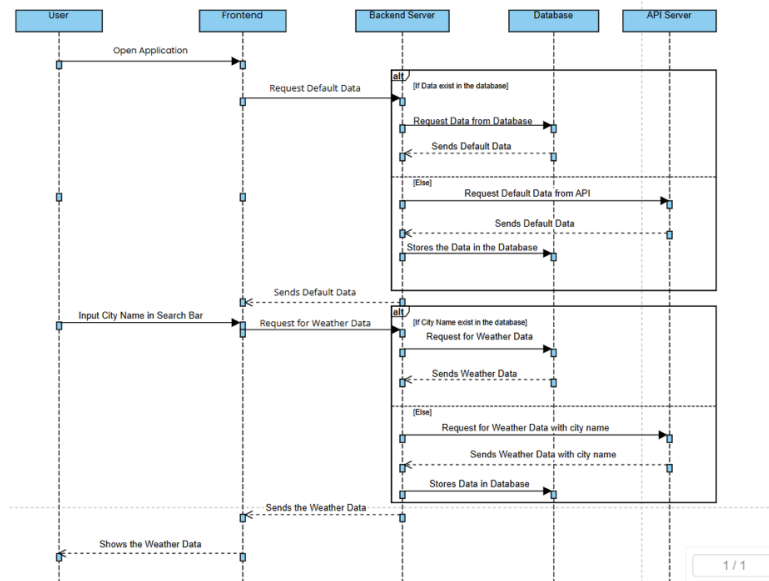 User
Frontend
Backend Server
Database
API Server
Open Application
alt
[If Data exist in the database]
Request Default Data
Request Data from Database
Sends Default Data
[Else]
Request Default Data from API
Sends Default Data
Stores the Data in the Database
Sends Default Data
alt
Input City Name in Search Bar
[If City Name exist in the database]
Request for Weather Data
Request for Weather Data
Sends Weather Data
[Else]
Request for Weather Data with city name
Sends Weather Data with city name
Stores Data in Database
Sends the Weather Data
Shows the Weather Data
1 / 1